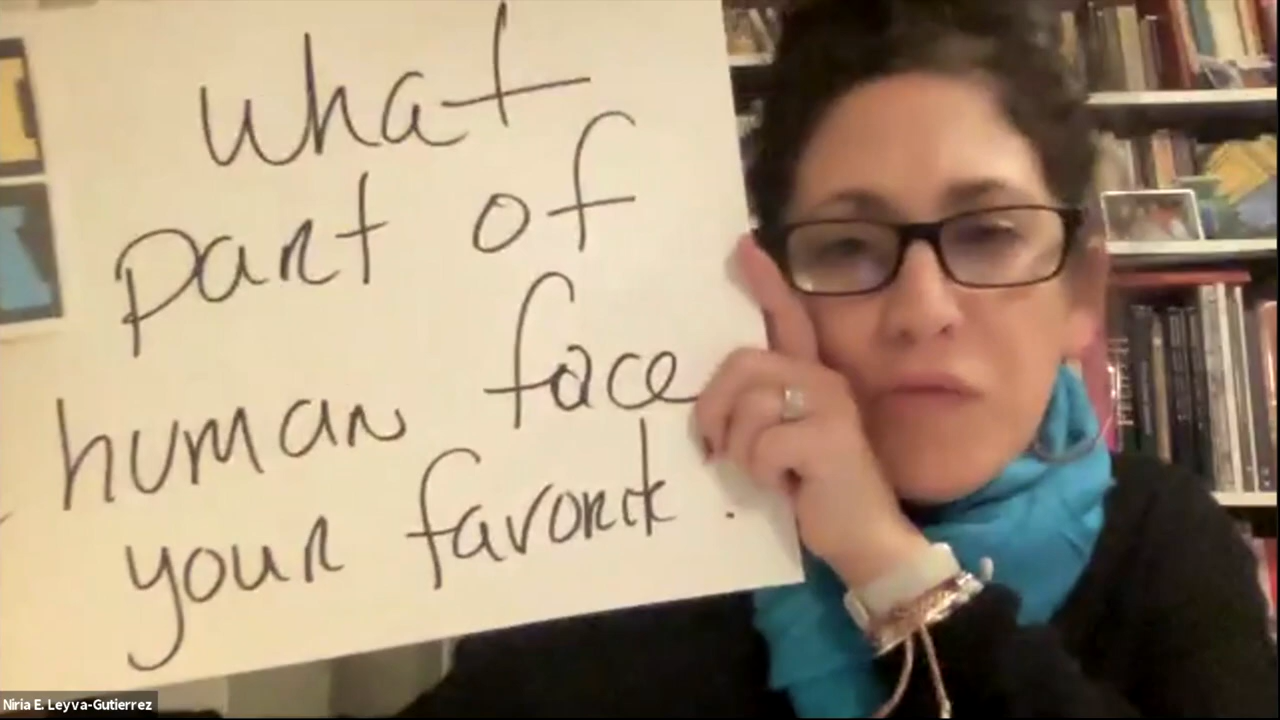 what
part of
human face
your favorite.
Niria E. Leyva-Gutierrez